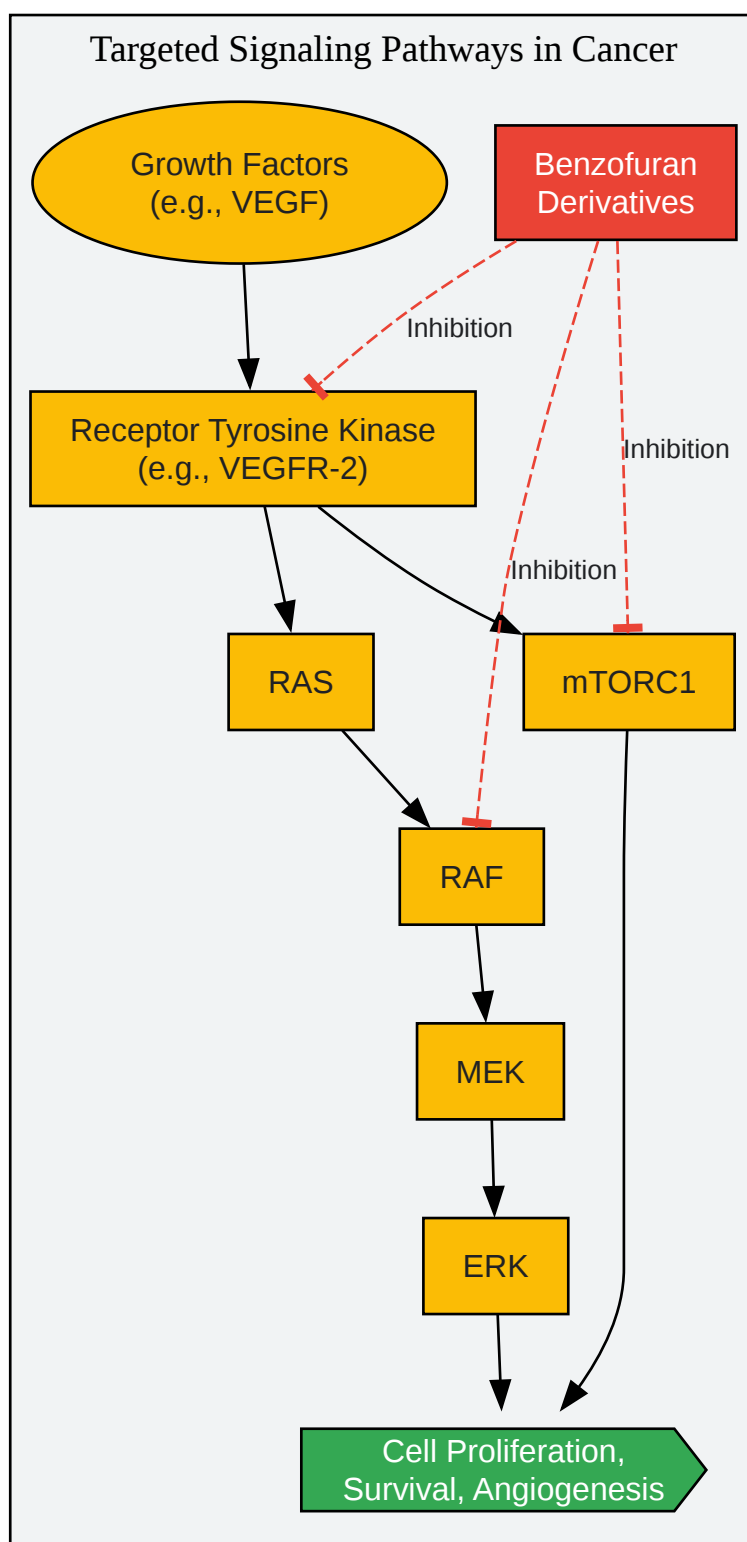 Targeted Signaling Pathways in Cancer
Growth Factors
(e.g., VEGF)
Benzofuran
Derivatives
Inhibition
Receptor Tyrosine Kinase
(e.g., VEGFR-2)
Inhibition
Inhibition
RAS
mTORC1
RAF
MEK
ERK
Cell Proliferation,
Survival, Angiogenesis